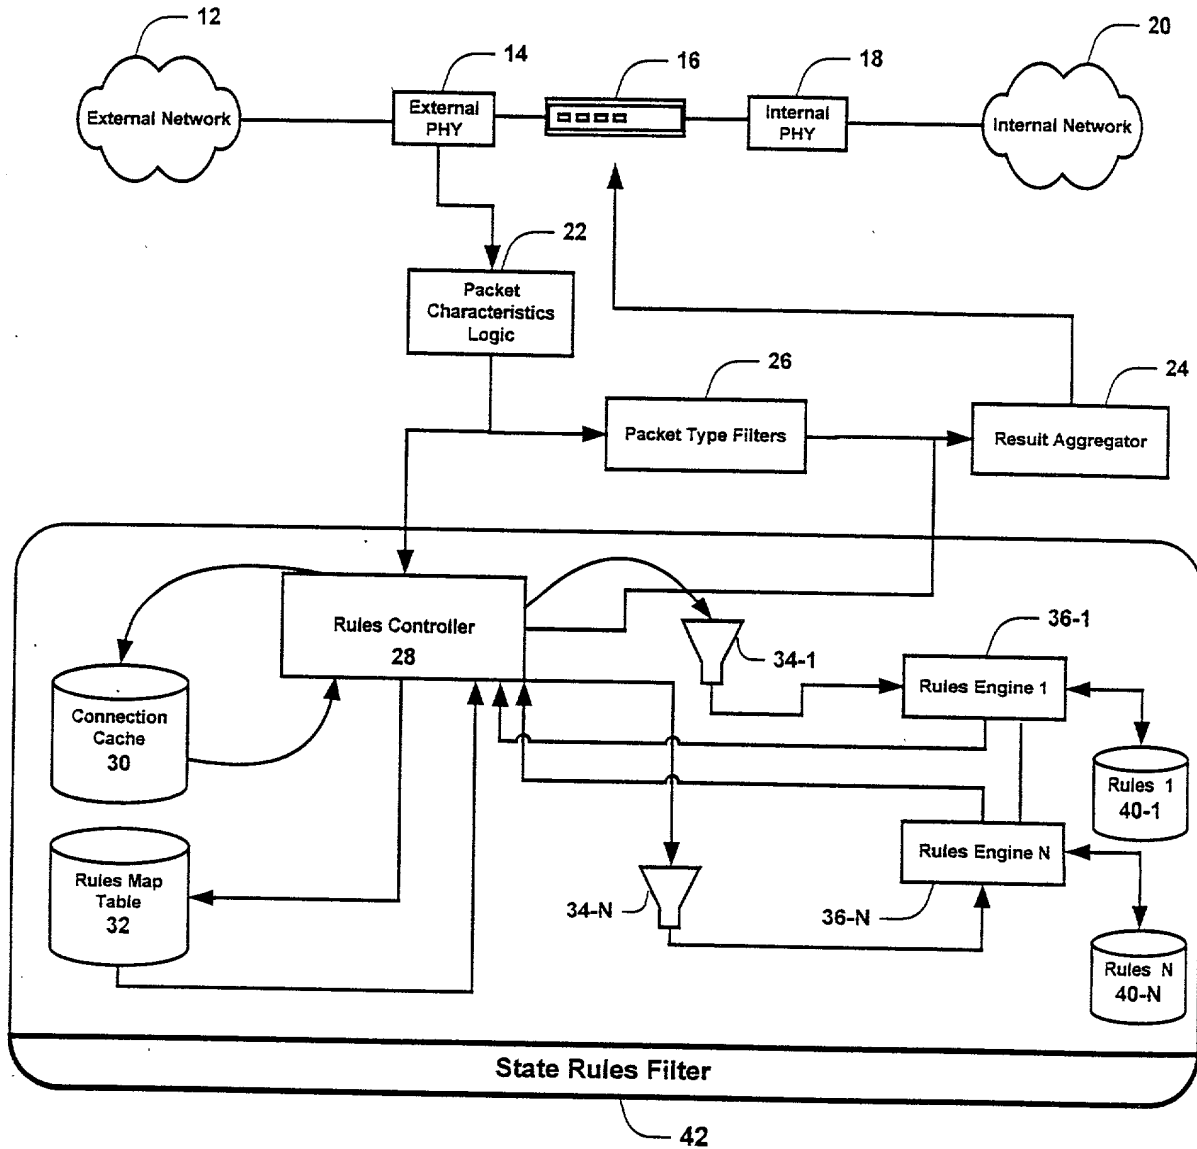 12
14
16
18
20
External Network
External
PHY
Internal
PHY
Internal Network
22
Packet
Characteristics
Logic
26
24
Packet Type Filters
Result Aggregator
Rules Controller
28
34-1
36-1
Rules Engine 1
Connection
Cache
30
Rules 1
40-1
Rules Engine N
Rules Map
Table
32
34-N
36-N
Rules N
40-N
State Rules Filter
42